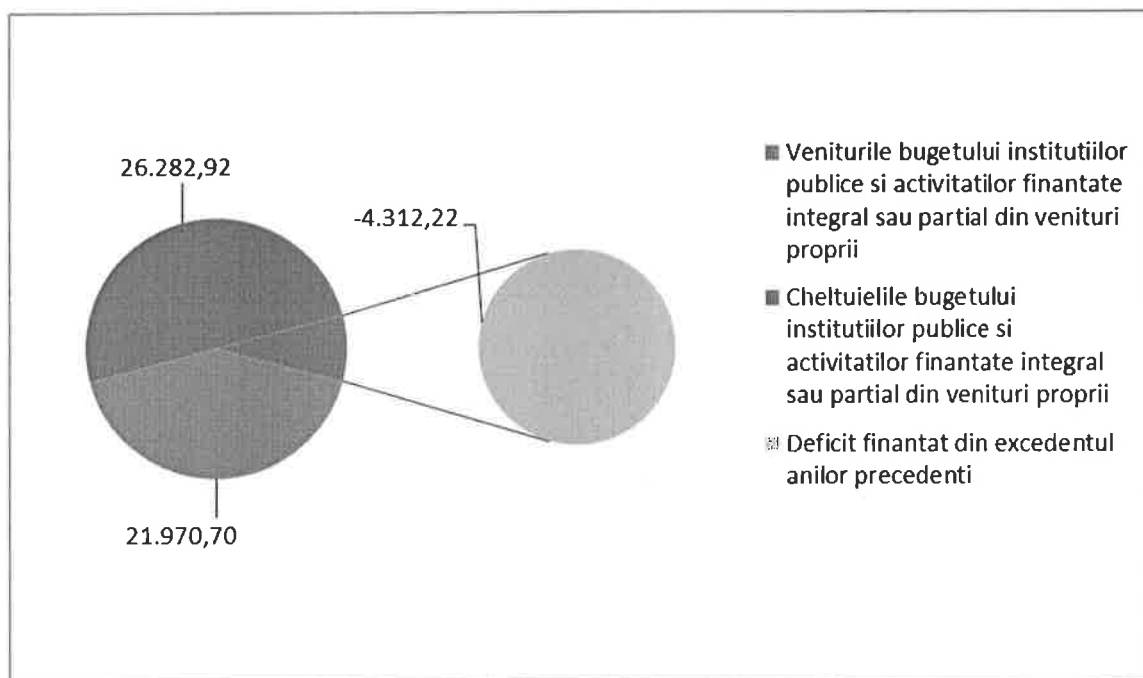 26.282,92
-4.312,22
21.970,70
Veniturile bugetului institutiilor
publice si activitatilor finantate
integral sau partial din venituri
proprii
Cheltuielile bugetului
institutiilor publice si
activitatilor finantate integral
sau partial din venituri proprii
Deficit finantat din excedentul
anilor precedenti